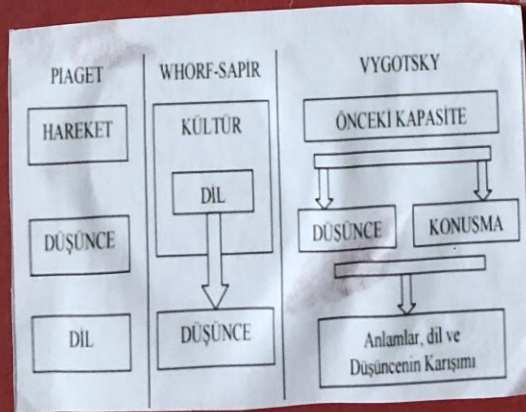 PIAGET
HAREKET
DÜŞÜNCE
DİL
WHORF-SAPİR
KÜLTÜR
DİL
DÜŞÜNCE
VYGOTSKY
ÖNCEKİ KAPASİTE
DÜŞÜNCE
KONUŞMA
Anlamlar, dil ve
Düşüncenin Karışımı